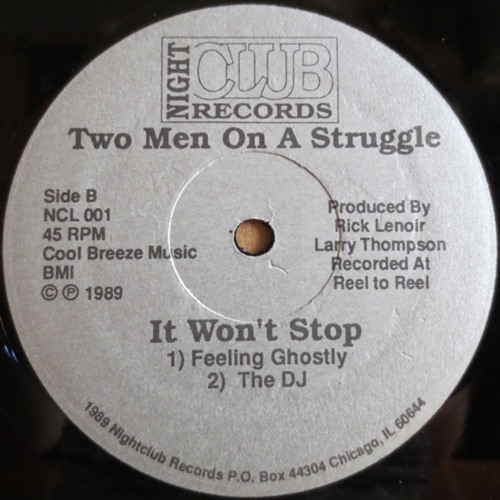 NIGHT CLUB
RECORDS
Two Men On A Struggle
Side B
NCL 001
45 RPM
Cool Breeze Music
BMI
© ℗ 1989
Produced By
Rick Lenoir
Larry Thompson
Recorded At
Reel to Reel
It Won't Stop
1) Feeling Ghostly
2) The DJ
1989 Nightclub Records P.O. Box 44304 Chicago, IL 60644